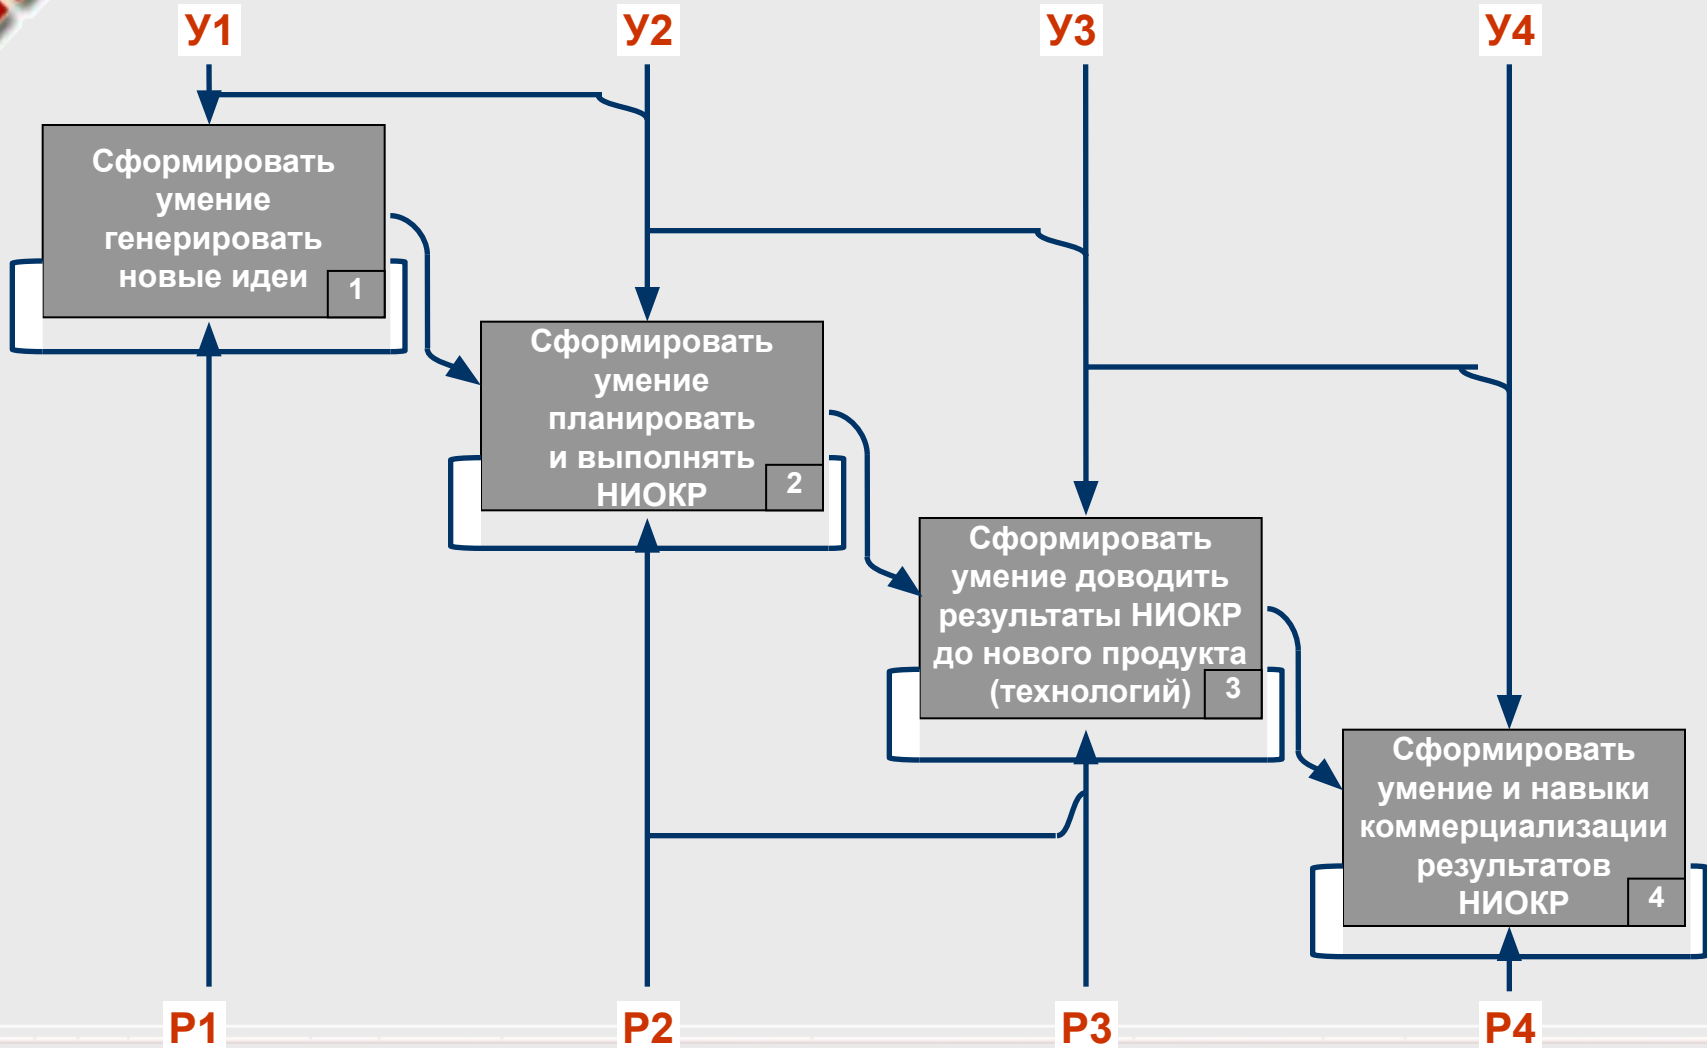 У1
У2
У3
У4
Сформировать
умение
генерировать
новые идеи
1
Сформировать
умение
планировать
и выполнять
НИОКР
2
Сформировать
умение доводить
результаты НИОКР
до нового продукта
(технологий)
3
Сформировать
умение и навыки
коммерциализации
результатов
НИОКР
4
Р1
Р2
Р3
Р4